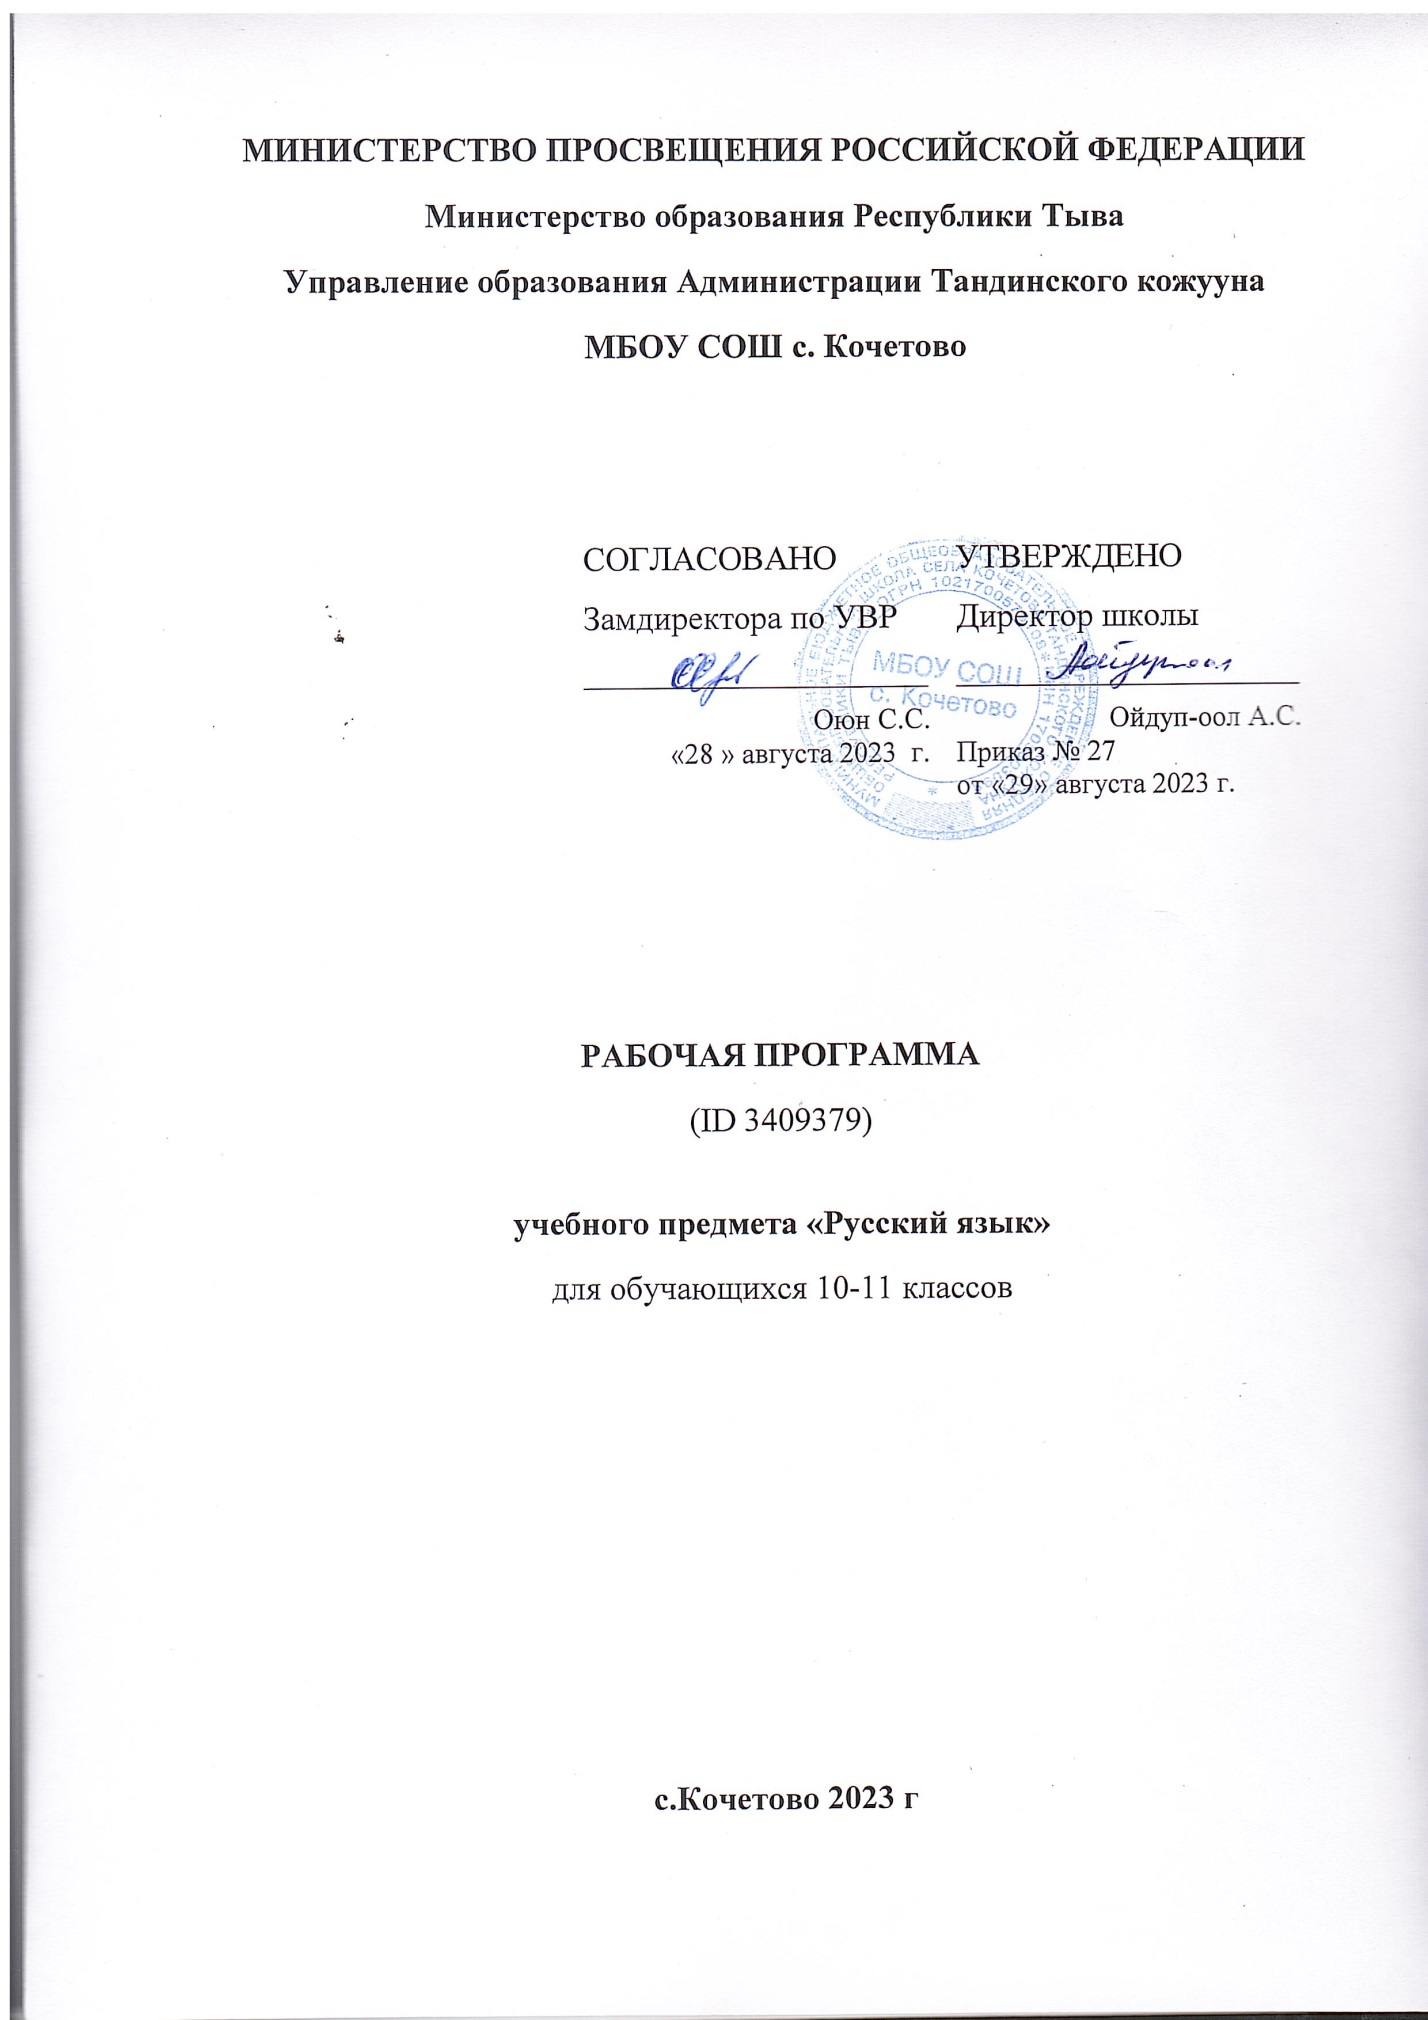 МИНИСТЕРСТВО ПРОСВЕЩЕНИЯ РОССИЙСКОЙ ФЕДЕРАЦИИ
Министерство образования Республики Тыва
Управление образования Администрации Тандинского кожууна
МБОУ СОШ с. Кочетово
СОГЛАСОВАНО
Замдиректора по УВР
Оюн С.С.
«28 » августа 2023 г.
УТВЕРЖДЕНО
Директор школы
Ойдуп-оол А.С.
Приказ № 27
от «29» августа 2023 г.
МБОУ СОШ
с. Кочетово
РАБОЧАЯ ПРОГРАММА
(ID 3409379)
учебного предмета «Русский язык»
для обучающихся 10-11 классов
с.Кочетово 2023 г